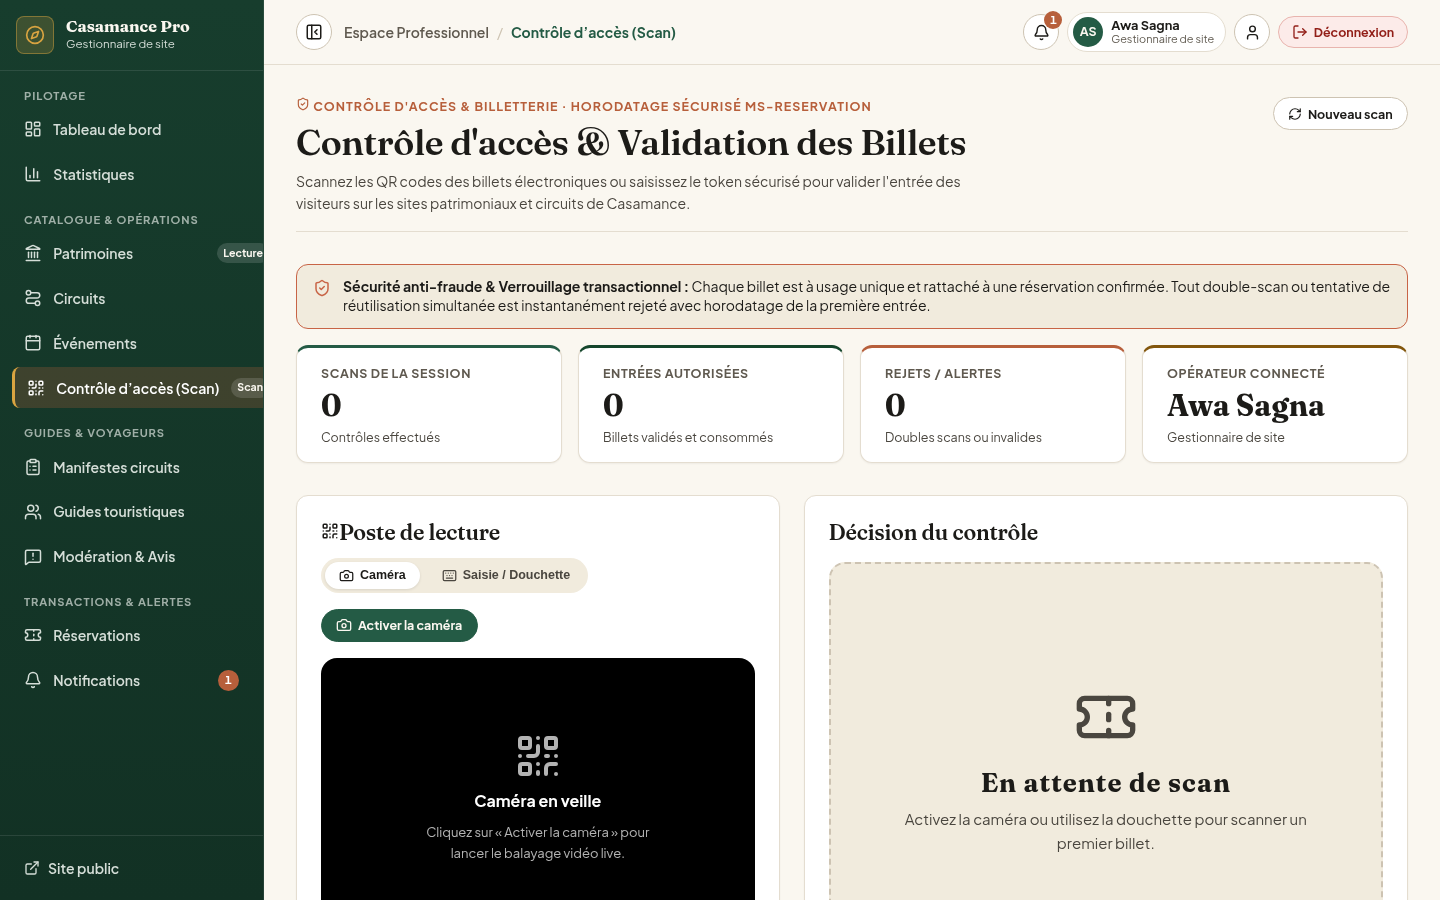 Casamance Pro
Gestionnaire de site
PILOTAGE
Tableau de bord
Statistiques
CATALOGUE & OPÉRATIONS
Patrimoines
Lecture
Circuits
Événements
Contrôle d’accès (Scan)
Scan
GUIDES & VOYAGEURS
Manifestes circuits
Guides touristiques
Modération & Avis
TRANSACTIONS & ALERTES
Réservations
Notifications
1
Site public
Espace Professionnel / Contrôle d’accès (Scan)
1
AS
Awa Sagna
Gestionnaire de site
Déconnexion
CONTRÔLE D'ACCÈS & BILLETTERIE · HORODATAGE SÉCURISÉ MS-RESERVATION
Contrôle d'accès & Validation des Billets
Scannez les QR codes des billets électroniques ou saisissez le token sécurisé pour valider l'entrée des
visiteurs sur les sites patrimoniaux et circuits de Casamance.
Nouveau scan
Sécurité anti-fraude & Verrouillage transactionnel : Chaque billet est à usage unique et rattaché à une réservation confirmée. Tout double-scan ou tentative de
réutilisation simultanée est instantanément rejeté avec horodatage de la première entrée.
SCANS DE LA SESSION
0
Contrôles effectués
ENTRÉES AUTORISÉES
0
Billets validés et consommés
REJETS / ALERTES
0
Doubles scans ou invalides
OPÉRATEUR CONNECTÉ
Awa Sagna
Gestionnaire de site
Poste de lecture
Caméra
Saisie / Douchette
Activer la caméra
Caméra en veille
Cliquez sur « Activer la caméra » pour
lancer le balayage vidéo live.
Décision du contrôle
En attente de scan
Activez la caméra ou utilisez la douchette pour scanner un
premier billet.